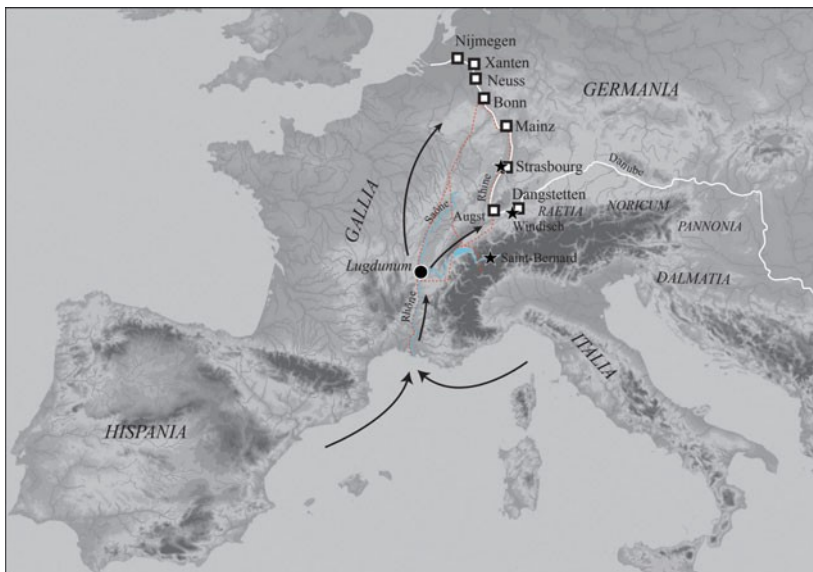 Nijmegen
Xanten
Neuss
Bonn
GERMANIA
Mainz
Strasbourg
Danube
Rhine
Dangstetten
Augst
RAETIA
NORICUM
Windisch
PANNONIA
Saône
GALLIA
Lugdunum
Saint-Bernard
DALMATIA
Rhône
ITALIA
HISPANIA